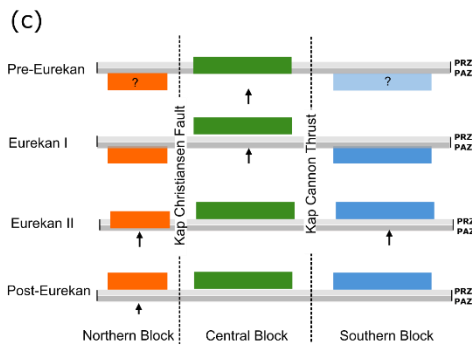 (c)
Pre-Eurekan
?
?
PRZ
PAZ
Kap Christiansen Fault
Kap Cannon Thrust
Eurekan I
PRZ
PAZ
Eurekan II
PRZ
PAZ
Post-Eurekan
PRZ
PAZ
Northern Block
Central Block
Southern Block